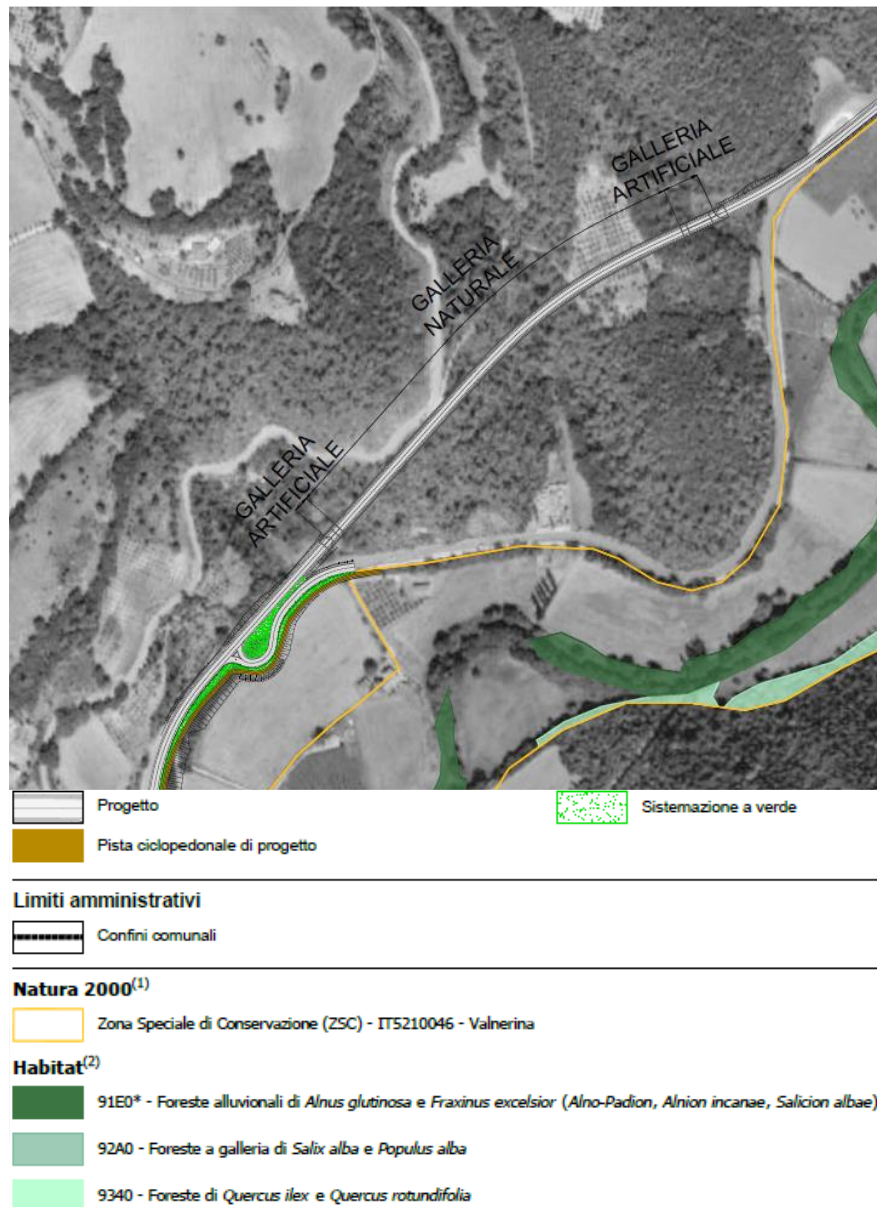 GALLERIA
ARTIFICIALE
GALLERIA
NATURALE
GALLERIA
ARTIFICIALE
Progetto
Sistemazione a verde
Pista ciclopedonale di progetto
Limiti amministrativi
Confini comunali
Natura 2000(1)
Zona Speciale di Conservazione (ZSC) - IT5210046 - Valnerina
Habitat(2)
91E0* - Foreste alluvionali di Alnus glutinosa e Fraxinus excelsior (Alno-Padion, Alnion incanae, Salicion albae)
92A0 - Foreste a galleria di Salix alba e Populus alba
9340 - Foreste di Quercus ilex e Quercus rotundifolia